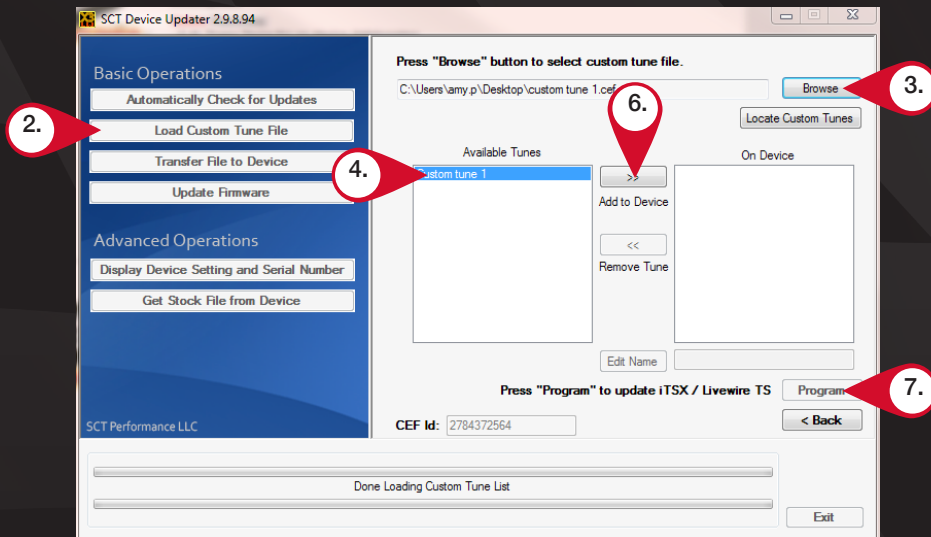 SCT Device Updater 2.9.8.94
Basic Operations
Automatically Check for Updates
2.
Load Custom Tune File
Transfer File to Device
Update Firmware
Advanced Operations
Display Device Setting and Serial Number
Get Stock File from Device
SCT Performance LLC
Press "Browse" button to select custom tune file.
C:\Users\amy.p\Desktop\custom tune 1.cef
Browse
3.
Locate Custom Tunes
6.
Available Tunes
On Device
4.
Custom tune 1
>>
Add to Device
<<
Remove Tune
Edit Name
Press "Program" to update iTSX / Livewire TS
Program
7.
CEF Id: 2784372564
< Back
Done Loading Custom Tune List
Exit